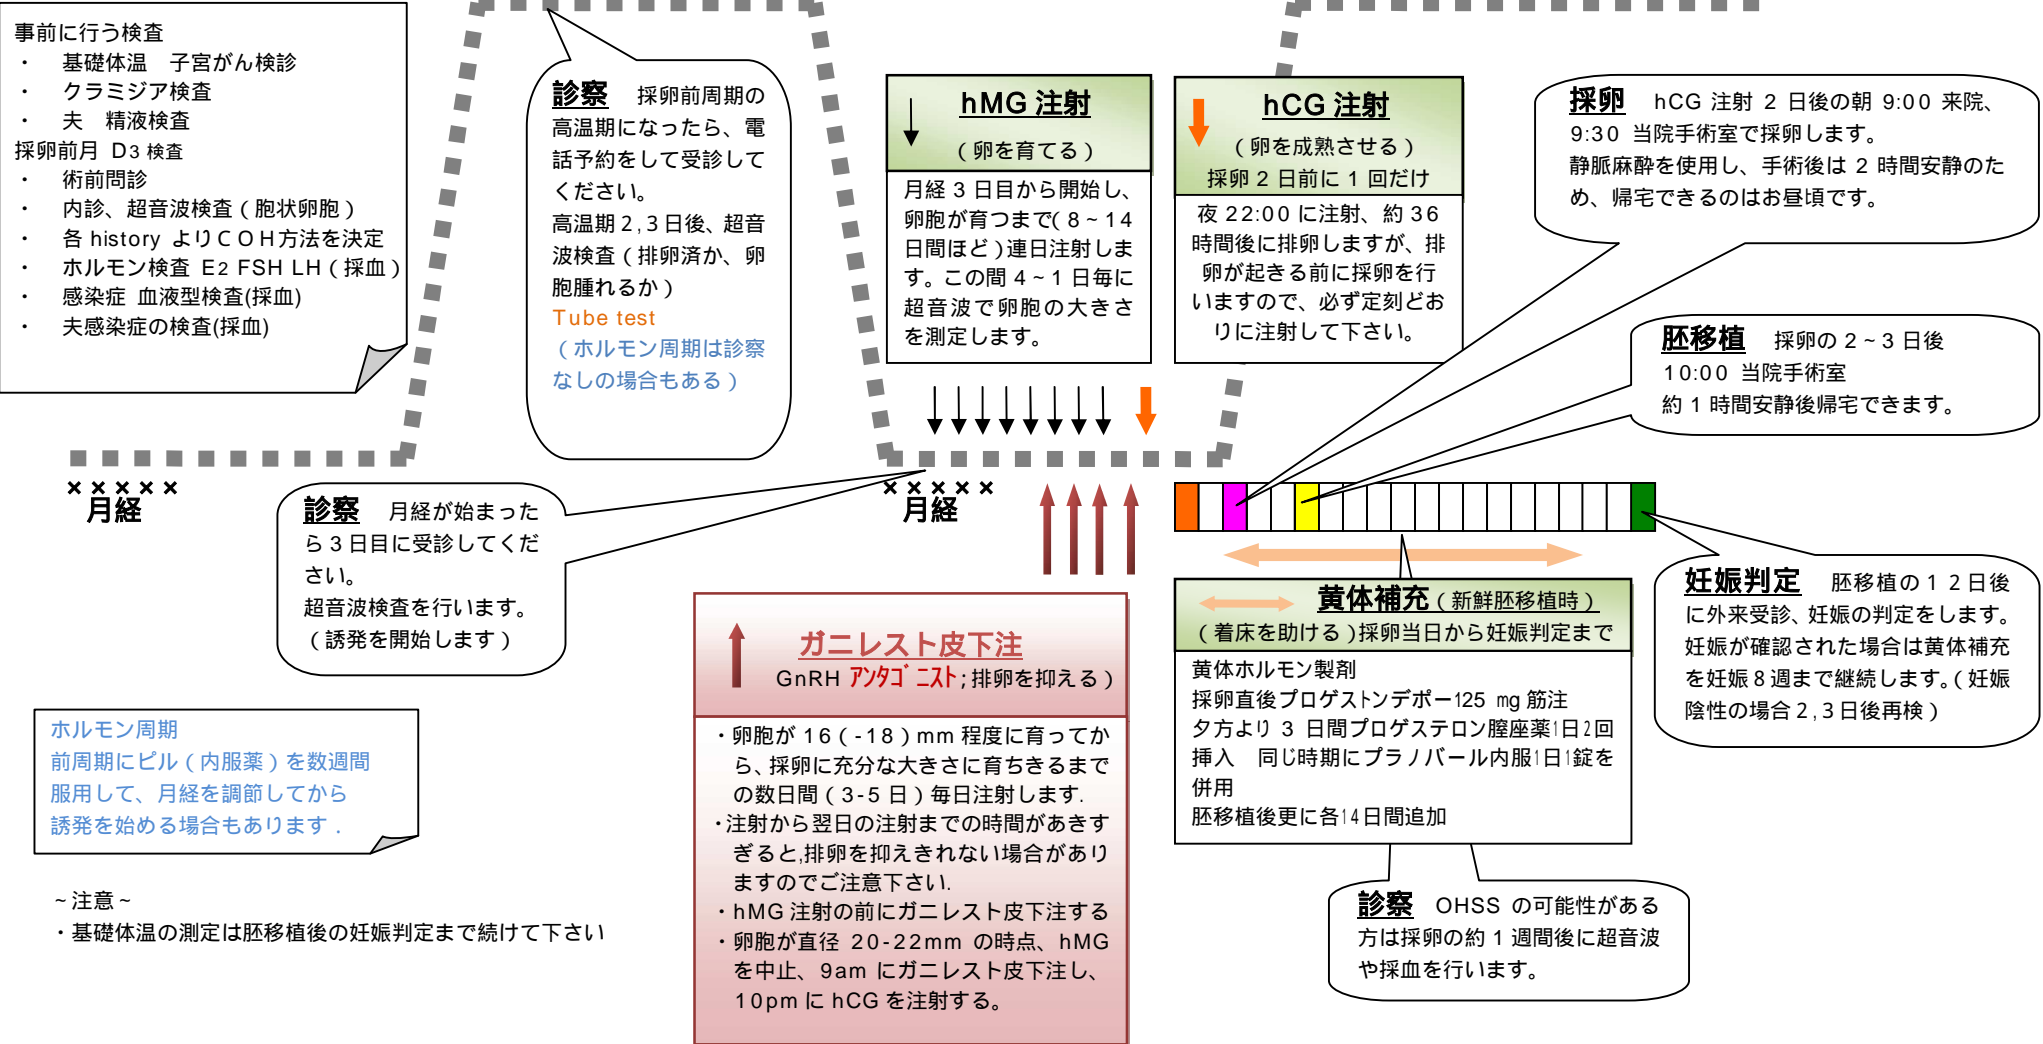 事前に行う検査
・ 基礎体温 子宮がん検診
・ クラミジア検査
・ 夫 精液検査
採卵前月 D3 検査
・ 術前問診
・ 内診、超音波検査（胞状卵胞）
・ 各 history よりＣＯＨ方法を決定
・ ホルモン検査 E2 FSH LH（採血）
・ 感染症 血液型検査(採血)
・ 夫感染症の検査(採血)
診察 採卵前周期の
高温期になったら、電
話予約をして受診して
ください。
高温期 2,3 日後、超音
波検査（排卵済か、卵
胞腫れるか）
Tube test
（ホルモン周期は診察
なしの場合もある）
hMG 注射
（卵を育てる）
月経 3 日目から開始し、
卵胞が育つまで（8～14
日間ほど）連日注射しま
す。この間 4～1 日毎に
超音波で卵胞の大きさ
を測定します。
hCG 注射
（卵を成熟させる）
採卵 2 日前に 1 回だけ
夜 22:00 に注射、約 36
時間後に排卵しますが、排
卵が起きる前に採卵を行
いますので、必ず定刻どお
りに注射して下さい。
採卵 hCG 注射 2 日後の朝 9:00 来院、
9:30 当院手術室で採卵します。
静脈麻酔を使用し、手術後は 2 時間安静のた
め、帰宅できるのはお昼頃です。
胚移植 採卵の 2～3 日後
10:00 当院手術室
約 1 時間安静後帰宅できます。
×××××
月経
診察 月経が始まった
ら 3 日目に受診してくだ
さい。
超音波検査を行います。
（誘発を開始します）
×××××
月経
ガニレスト皮下注
GnRH アンタゴニスト;排卵を抑える）
・卵胞が 16（-18）mm 程度に育ってか
ら、採卵に充分な大きさに育ちきるまで
の数日間（3-5 日）毎日注射します.
・注射から翌日の注射までの時間があきす
ぎると,排卵を抑えきれない場合があり
ますのでご注意下さい.
・hMG 注射の前にガニレスト皮下注する
・卵胞が直径 20-22mm の時点、hMG
を中止、9am にガニレスト皮下注し、
10pm に hCG を注射する。
黄体補充（新鮮胚移植時）
（着床を助ける）採卵当日から妊娠判定まで
黄体ホルモン製剤
採卵直後プロゲストンデポー125 mg 筋注
夕方より 3 日間プロゲステロン膣座薬1日2回
挿入 同じ時期にプラノバール内服1日1錠を
併用
胚移植後更に各14日間追加
妊娠判定 胚移植の１２日後
に外来受診、妊娠の判定をします。
妊娠が確認された場合は黄体補充
を妊娠 8 週まで継続します。（妊娠
陰性の場合 2,3 日後再検）
診察 OHSS の可能性がある
方は採卵の約 1 週間後に超音波
や採血を行います。
ホルモン周期
前周期にピル（内服薬）を数週間
服用して、月経を調節してから
誘発を始める場合もあります．
～注意～
・基礎体温の測定は胚移植後の妊娠判定まで続けて下さい